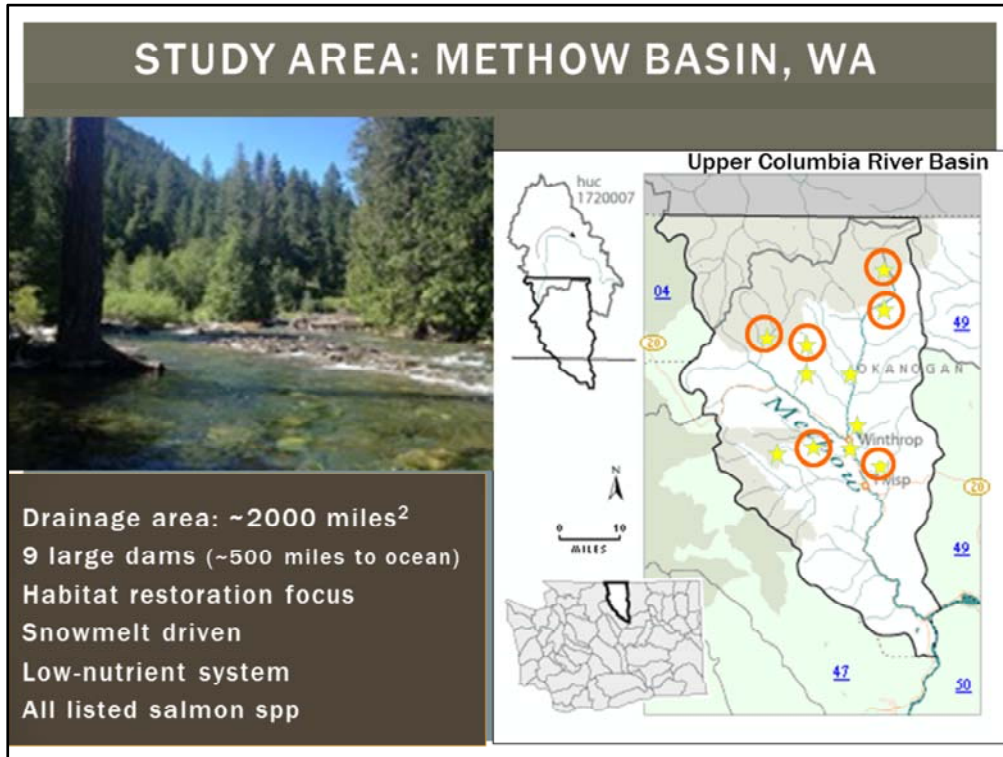 STUDY AREA: METHOW BASIN, WA
Upper Columbia River Basin
huc
1720007
04
49
20
OKANOGAN
Methow
Winthrop
20
N
0 10
MILES
49
47
50
Drainage area: ~2000 miles²
9 large dams (~500 miles to ocean)
Habitat restoration focus
Snowmelt driven
Low-nutrient system
All listed salmon spp